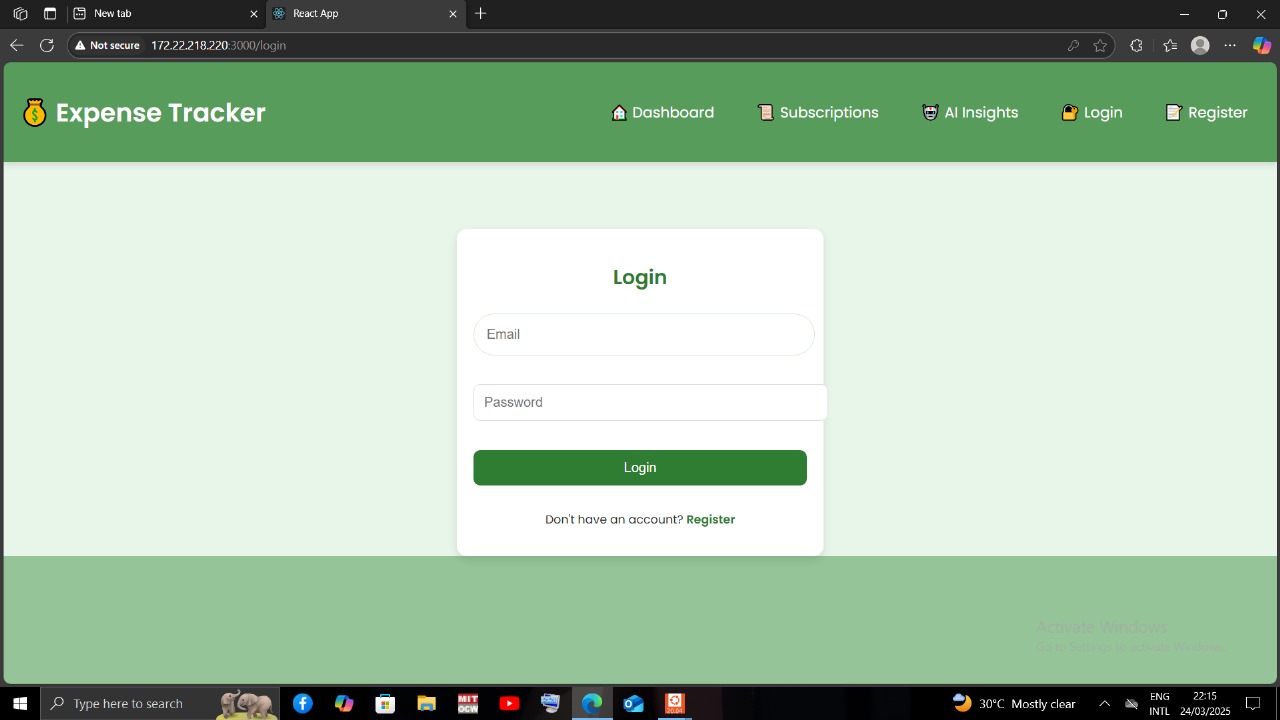 New tab
React App
Not secure
172.22.218.220:3000/login
Expense Tracker
Dashboard
Subscriptions
AI Insights
Login
Register
Login
Email
Password
Login
Don't have an account? Register
Activate Windows
Go to Settings to activate Windows.
Type here to search
MIT
OCW
20.04
30°C Mostly clear
ENG
INTL
22:15
24/03/2025